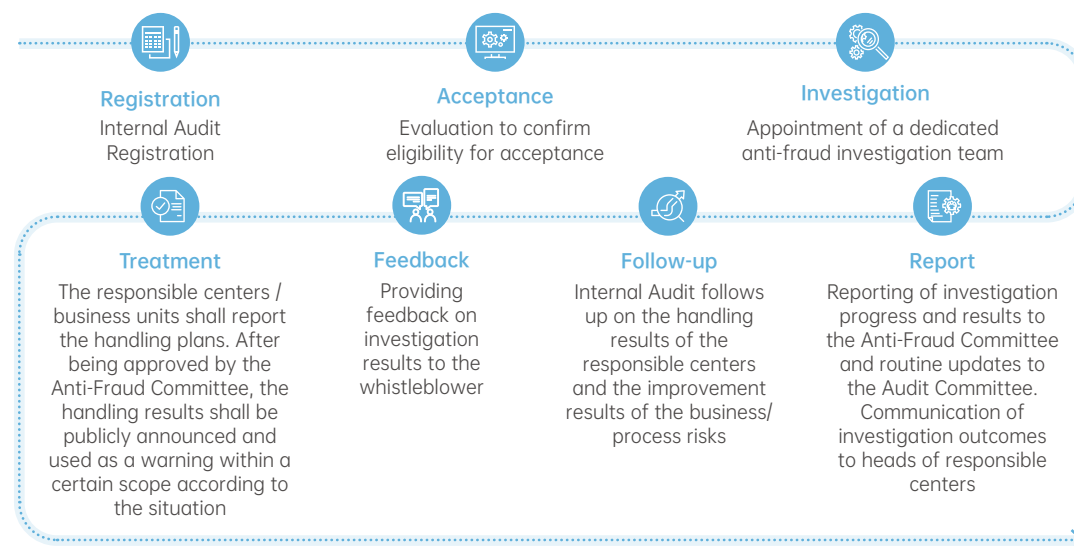 Registration
Internal Audit
Registration
Acceptance
Evaluation to confirm
eligibility for acceptance
Investigation
Appointment of a dedicated
anti-fraud investigation team
Treatment
The responsible centers /
business units shall report
the handling plans. After
being approved by the
Anti-Fraud Committee, the
handling results shall be
publicly announced and
used as a warning within a
certain scope according to
the situation
Feedback
Providing
feedback on
investigation
results to the
whistleblower
Follow-up
Internal Audit follows
up on the handling
results of the
responsible centers
and the improvement
results of the business/
process risks
Report
Reporting of investigation
progress and results to
the Anti-Fraud Committee
and routine updates to
the Audit Committee.
Communication of
investigation outcomes
to heads of responsible
centers